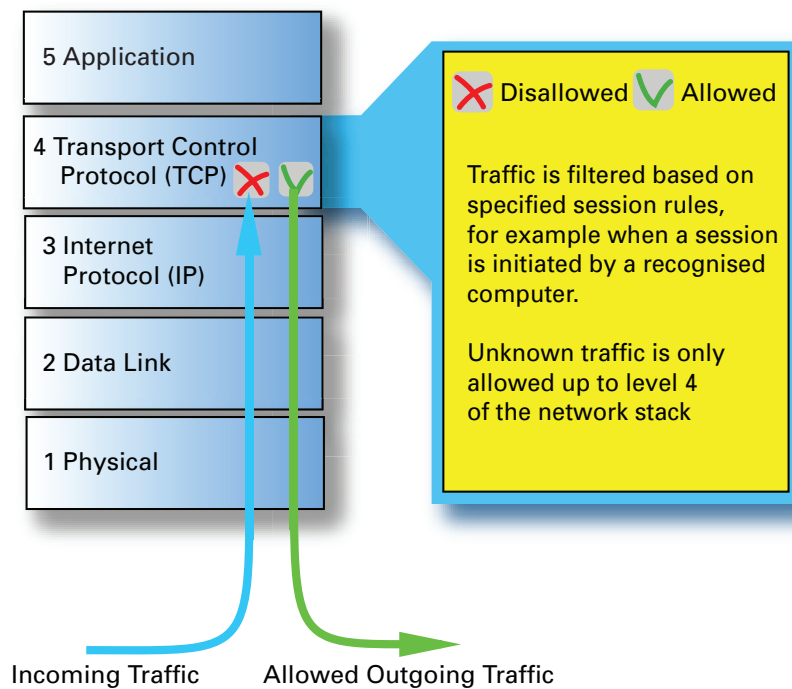 5 Application
4 Transport Control
Protocol (TCP)
3 Internet
Protocol (IP)
2 Data Link
1 Physical
Disallowed Allowed
Traffic is filtered based on
specified session rules,
for example when a session
is initiated by a recognised
computer.
Unknown traffic is only
allowed up to level 4
of the network stack
Incoming Traffic
Allowed Outgoing Traffic